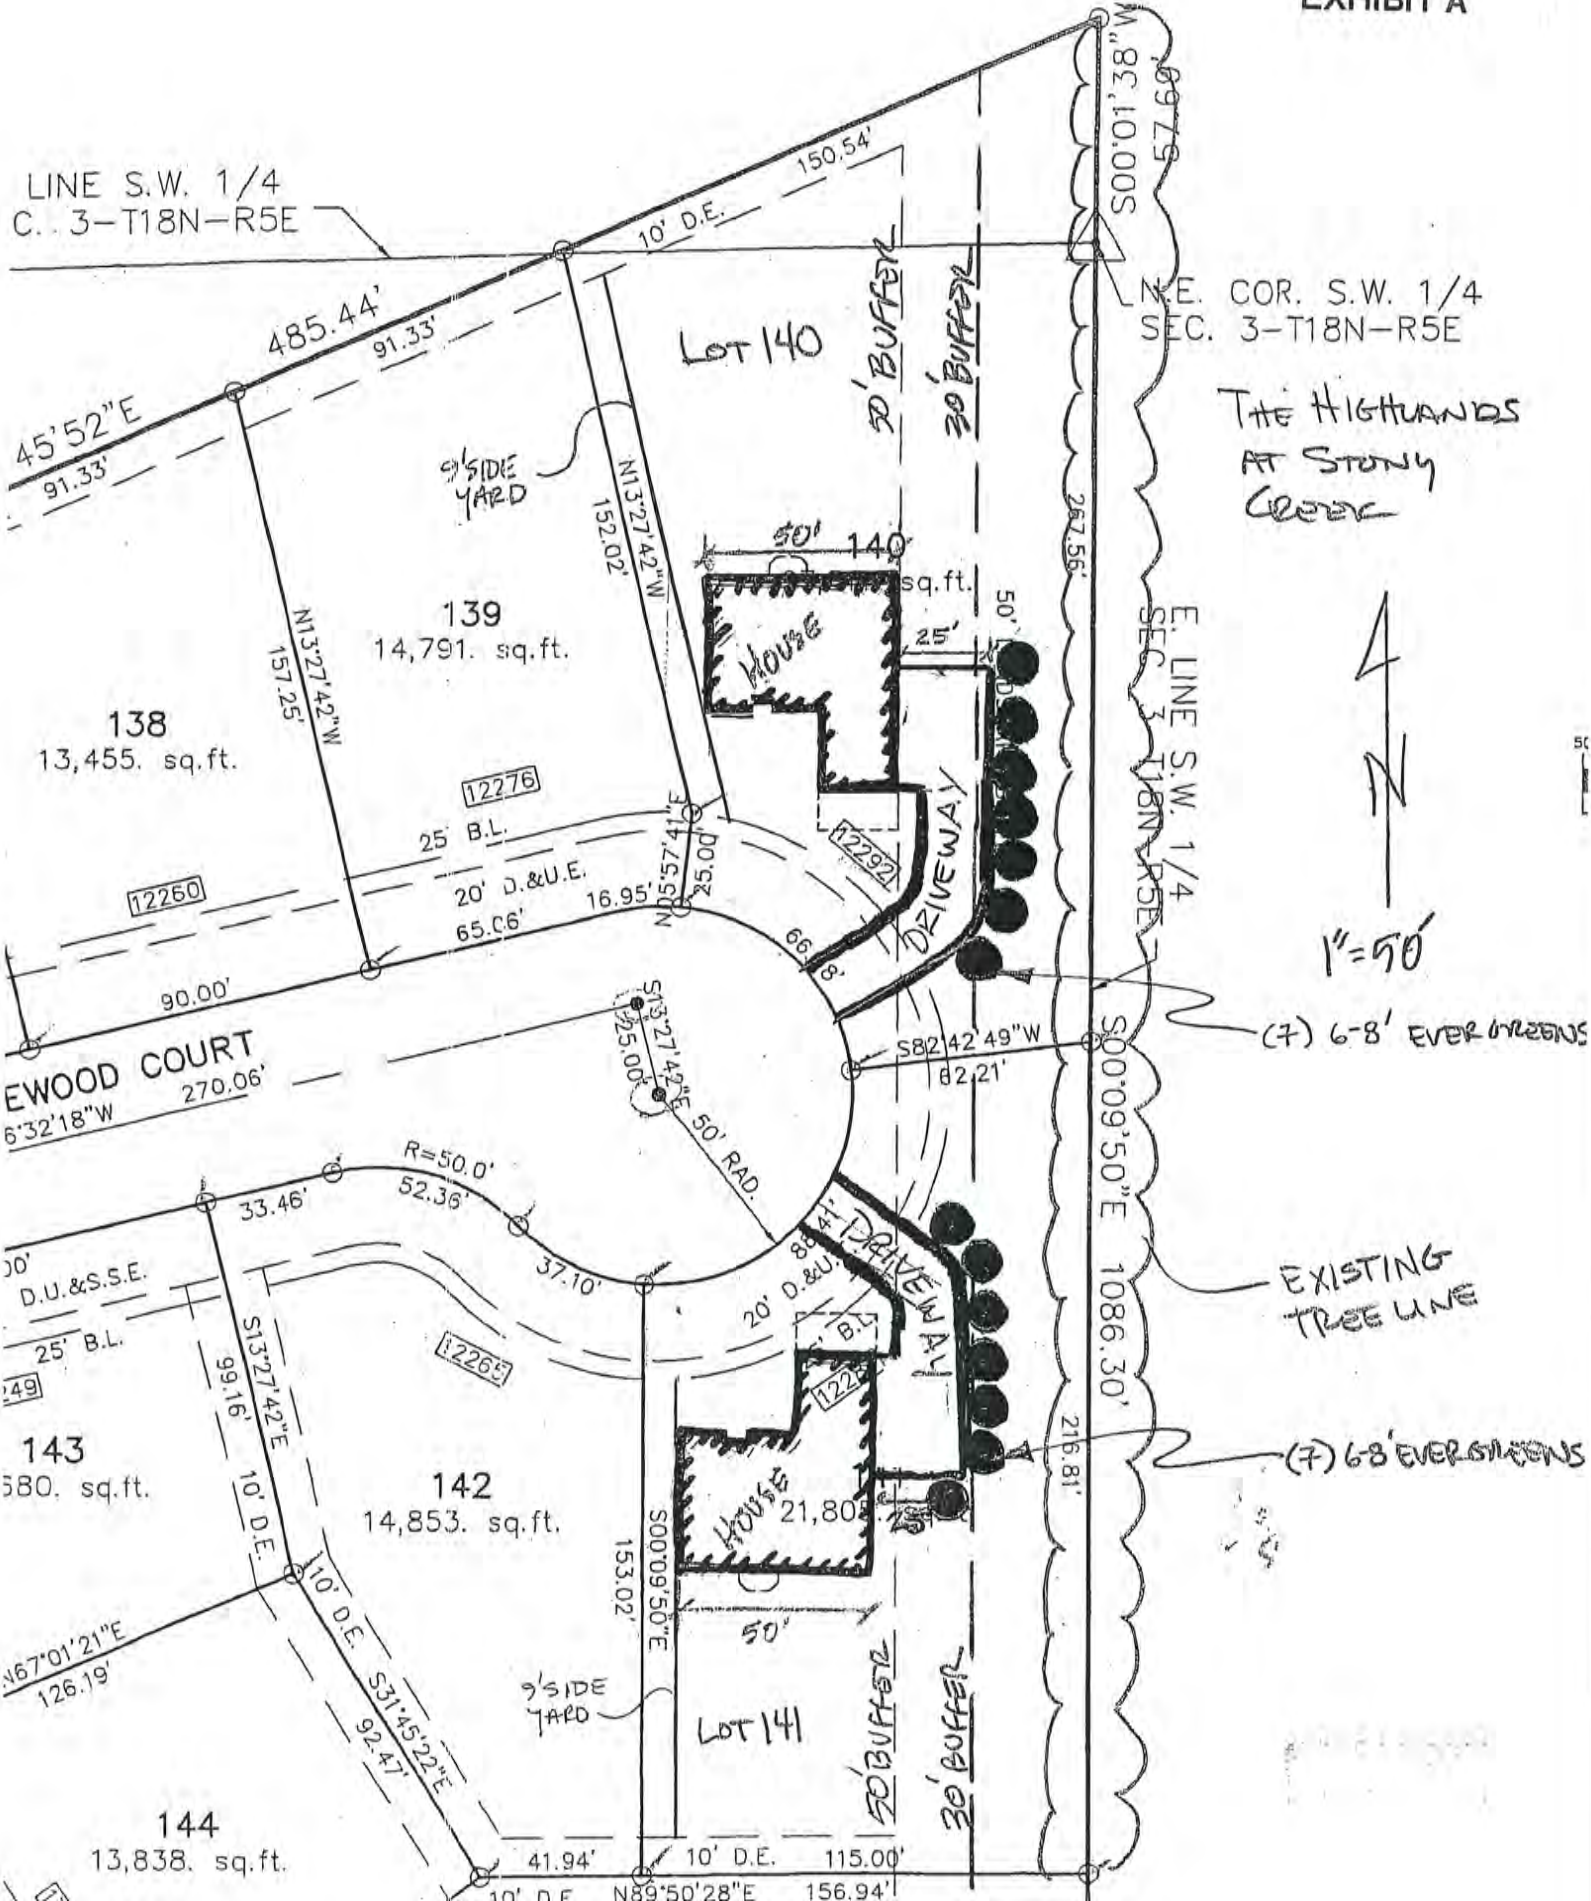 EXHIBIT A
LINE S.W. 1/4
C. 3-T18N-R5E
150.54'
10' D.E.
S00°01'38"W
57.69'
485.44'
91.33'
45'52"E
91.33'
LOT 140
50' BUFFER
30' BUFFER
N.E. COR. S.W. 1/4
SEC. 3-T18N-R5E
THE HIGHLANDS
AT STONY
CREEK
9' SIDE
YARD
N13°27'42"W
152.02'
267.56'
50'
140
sq.ft.
HOUSE
25'
50'
139
14,791. sq.ft.
N13°27'42"W
157.25'
138
13,455. sq.ft.
E. LINE S.W. 1/4
SEC. 3-T18N-R5E
N
1"=50'
12276
25' B.L.
20' D.&U.E.
12260
16.95'
N05°57'41"E
25.00'
12292
DRIVEWAY
65.06'
90.00'
(7) 6-8' EVERGREENS
EWOOD COURT
270.06'
6°32'18"W
S13°27'42"E
25.00'
50' RAD.
S82°42'49"W
62.21'
S00°09'50"E 1086.30'
R=50.0'
52.36'
33.46'
37.10'
DRIVEWAY
20' D.&U.
B.L.
00'
D.U.&S.S.E.
25' B.L.
249
12265
EXISTING
TREE LINE
S13°27'42"E
99.16'
10' D.E.
143
680. sq.ft.
142
14,853. sq.ft.
HOUSE
21,80
216.81'
(7) 6-8' EVERGREENS
S00°09'50"E
153.02'
50'
10' D.E.
S31°45'22"E
92.47'
N67°01'21"E
126.19'
9' SIDE
YARD
LOT 141
50' BUFFER
30' BUFFER
144
13,838. sq.ft.
41.94'
10' D.E.
115.00'
10' D.E.
N89°50'28"E
156.94'